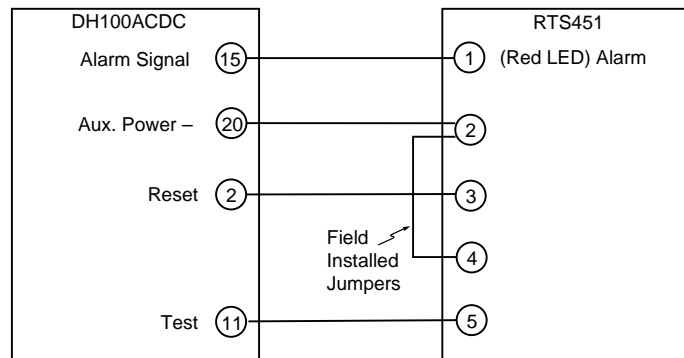 DH100ACDC
RTS451
Alarm Signal 15
1 (Red LED) Alarm
Aux. Power – 20
2
Reset 2
3
Field
Installed
Jumpers
4
Test 11
5